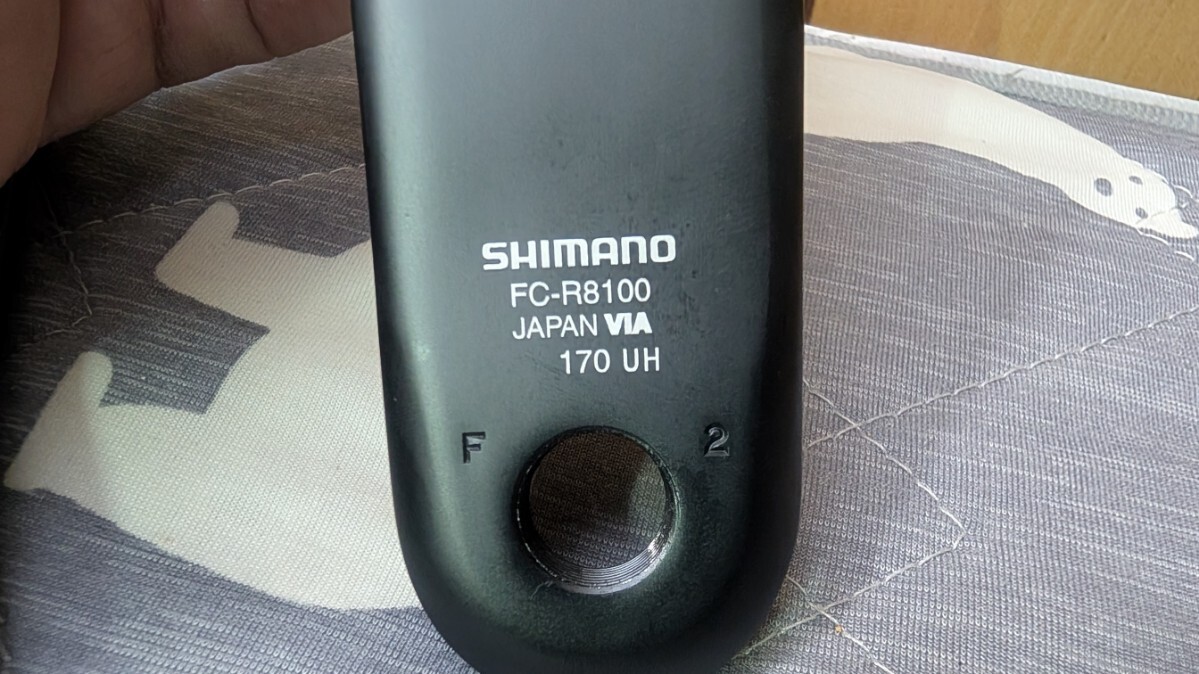 SHIMANO
FC-R8100
JAPAN VIA
170 UH
F 2